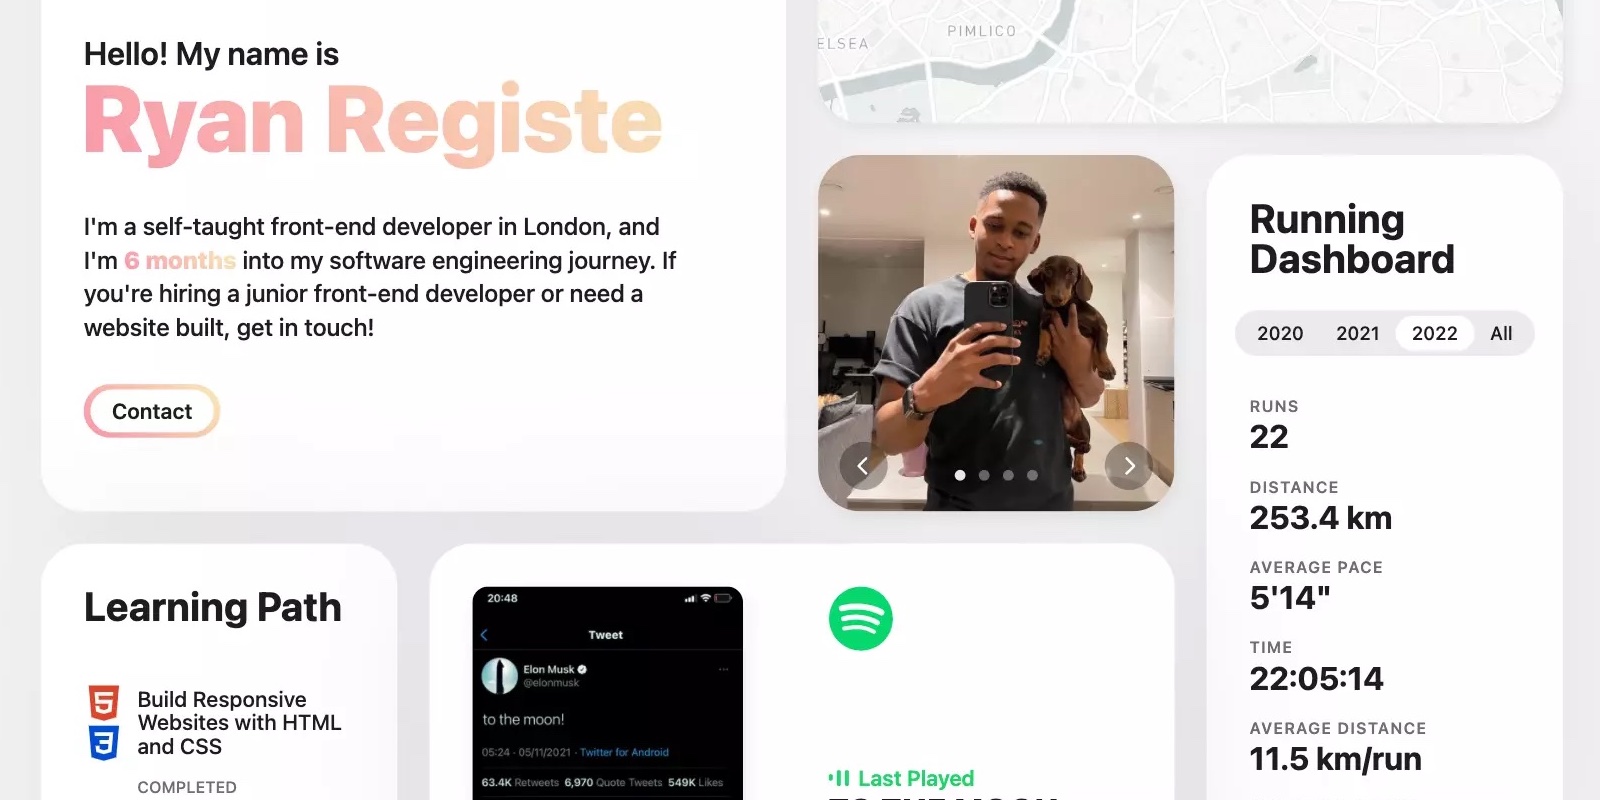 ELSEA
PIMLICO
Hello! My name is
Ryan Registe
I'm a self-taught front-end developer in London, and
I'm 6 months into my software engineering journey. If
you're hiring a junior front-end developer or need a
website built, get in touch!
Contact
Running
Dashboard
2020 2021 2022 All
RUNS
22
DISTANCE
253.4 km
AVERAGE PACE
5'14"
TIME
22:05:14
AVERAGE DISTANCE
11.5 km/run
Learning Path
Build Responsive
Websites with HTML
and CSS
COMPLETED
20:48
Tweet
Elon Musk
@elonmusk
to the moon!
05:24 · 05/11/2021 · Twitter for Android
63.4K Retweets 6,970 Quote Tweets 549K Likes
Last Played
TO THE MOON